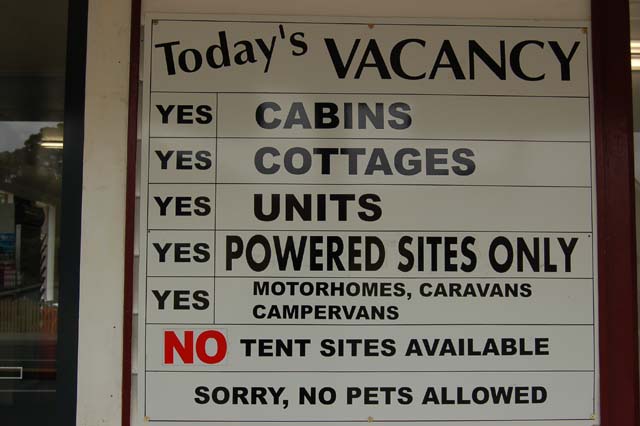 Today's VACANCY
YES CABINS
YES COTTAGES
YES UNITS
YES POWERED SITES ONLY
YES MOTORHOMES, CARAVANS
CAMPERVANS
NO TENT SITES AVAILABLE
SORRY, NO PETS ALLOWED